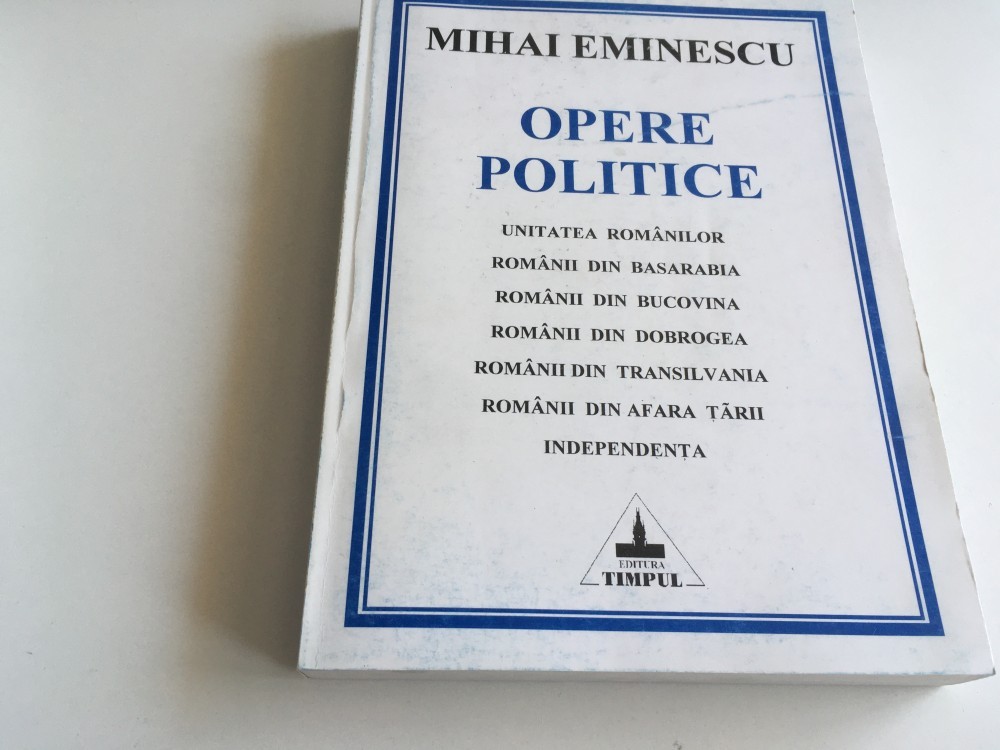 MIHAI EMINESCU
OPERE
POLITICE
UNITATEA ROMÂNILOR
ROMÂNII DIN BASARABIA
ROMÂNII DIN BUCOVINA
ROMÂNII DIN DOBROGEA
ROMÂNII DIN TRANSILVANIA
ROMÂNII DIN AFARA ȚÃRII
INDEPENDENȚA
EDITURA
TIMPUL